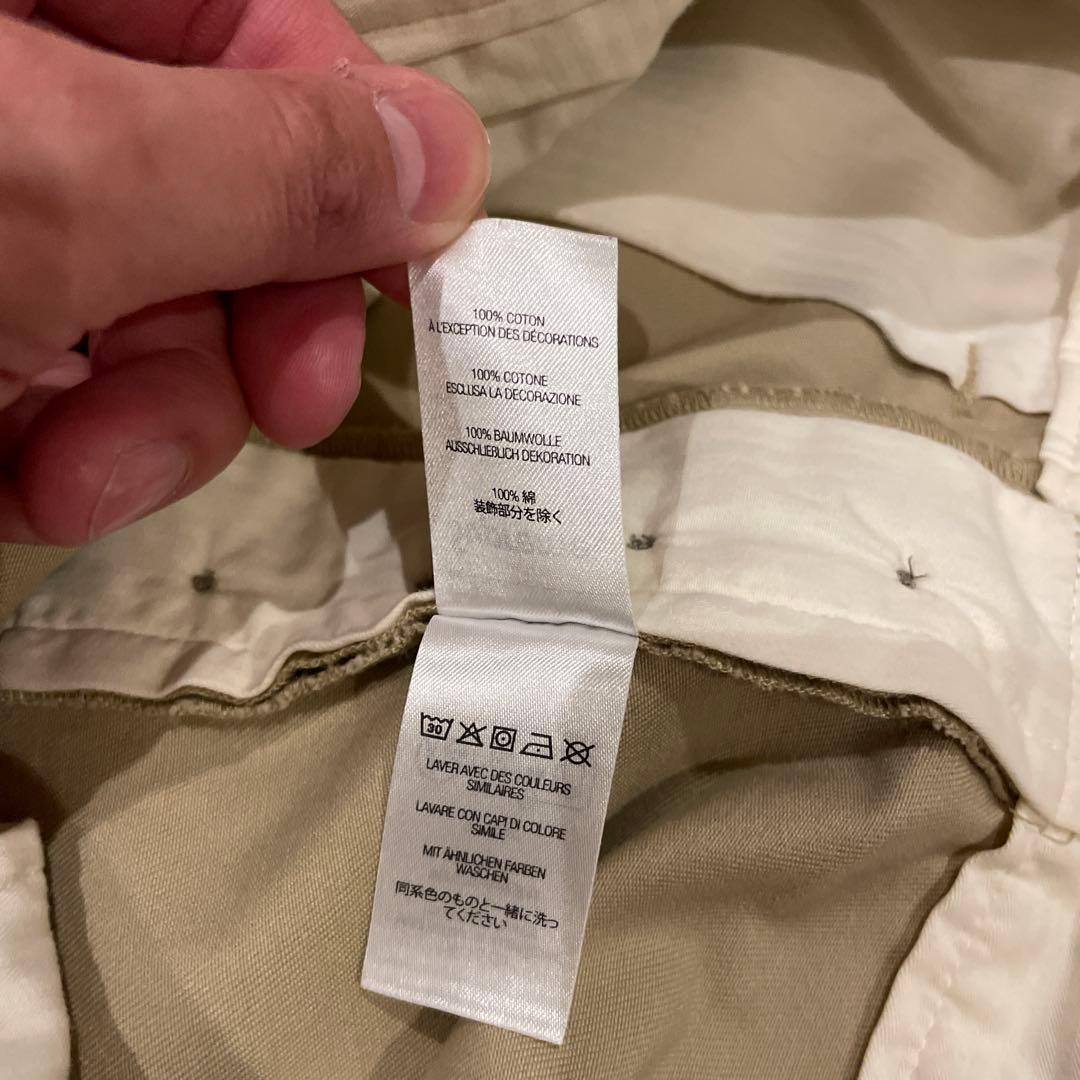 100% COTON
À L'EXCEPTION DES DÉCORATIONS
100% COTONE
ESCLUSA LA DECORAZIONE
100% BAUMWOLLE
AUSSCHLIEßLICH DEKORATION
100% 綿
装飾部分を除く
30
LAVER AVEC DES COULEURS
SIMILAIRES
LAVARE CON CAPI DI COLORE
SIMILE
MIT ÄHNLICHEN FARBEN
WASCHEN
同系色のものと一緒に洗っ
てください